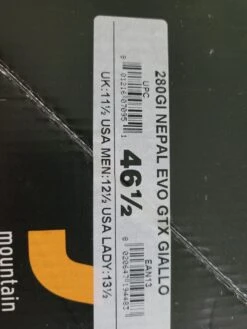 280GI NEPAL EVO GTX GIALLO
UPC
EAN13
46½
UK:11½ USA MEN:12½ USA LADY:13½
mountain